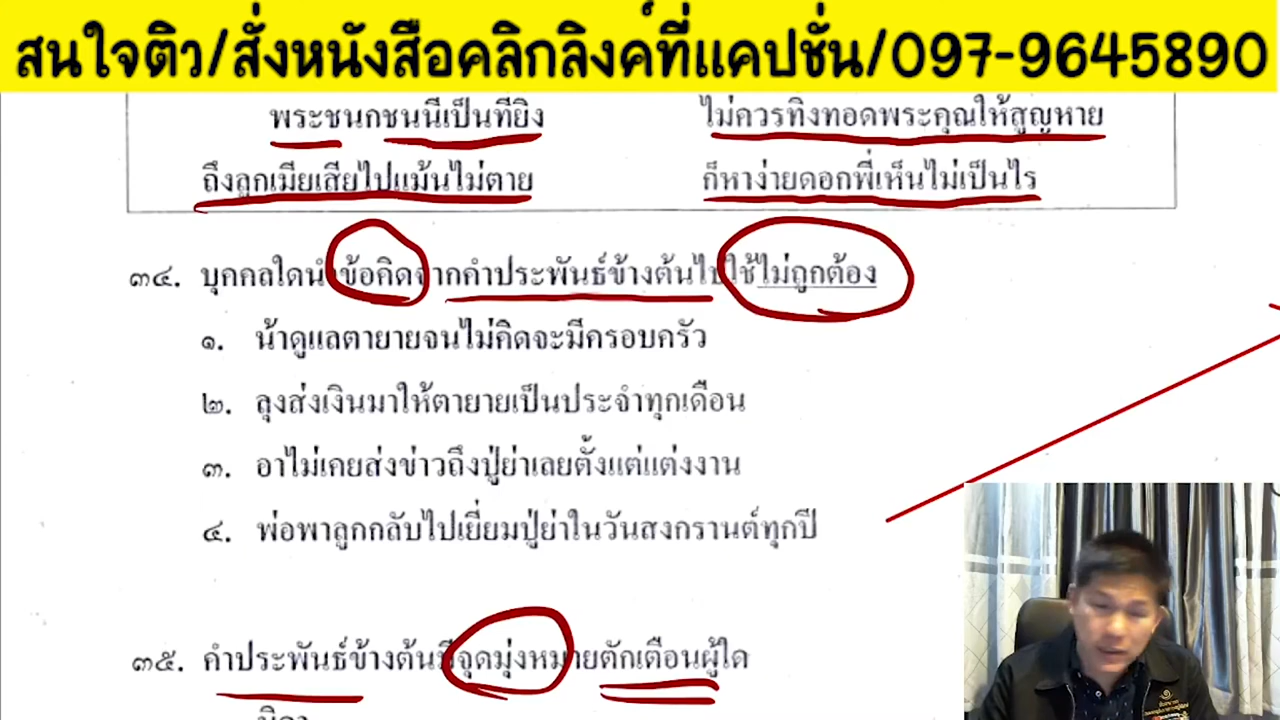 สนใจติว/สั่งหนังสือคลิกลิงค์ที่แคปชั่น/097-9645890
พระชนกชนนีเป็นที่ยิง ไม่ควรทิ้งทอดพระคุณให้สูญหาย
ถึงลูกเมียเสียไปแม้นไม่ตาย ก็หาง่ายดอกพี่เห็นไม่เป็นไร
๓๔. บุคคลใดนำข้อคิดจากคำประพันธ์ข้างต้นไปใช้ไม่ถูกต้อง
๑. น้าดูแลตายายจนไม่คิดจะมีครอบครัว
๒. ลุงส่งเงินมาให้ตายายเป็นประจำทุกเดือน
๓. อาไม่เคยส่งข่าวถึงปู่ย่าเลยตั้งแต่แต่งงาน
๔. พ่อพาลูกกลับไปเยี่ยมปู่ย่าในวันสงกรานต์ทุกปี
๓๕. คำประพันธ์ข้างต้นมีจุดมุ่งหมายตักเตือนผู้ใด